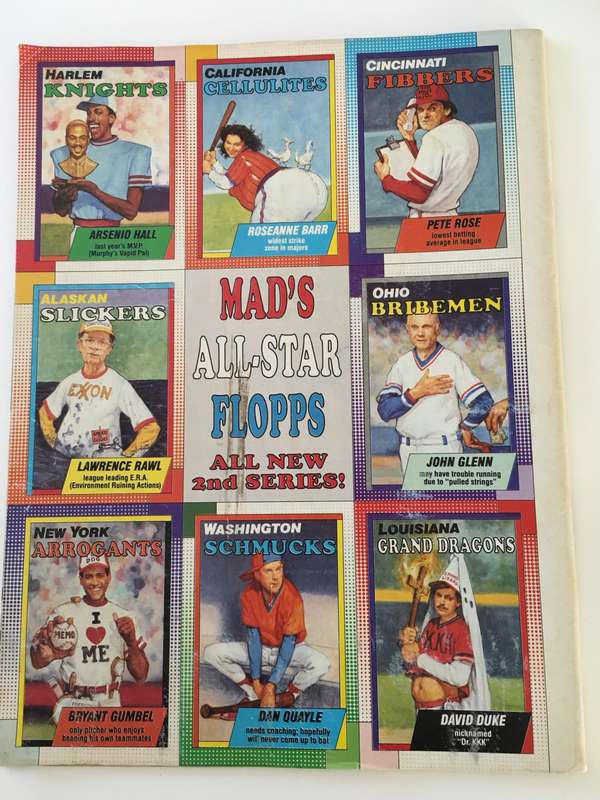 HARLEM
KNIGHTS
ARSENIO HALL
last year's M.V.P.
(Murphy's Vapid Pal)
CALIFORNIA
CELLULITES
ROSEANNE BARR
widest strike
zone in majors
CINCINNATI
FIBBERS
PETE ROSE
lowest betting
average in league
ALASKAN
SLICKERS
EXXON
LAWRENCE RAWL
league leading E.R.A.
(Environment Ruining Actions)
MAD'S
ALL-STAR
FLOPPS
ALL NEW
2nd SERIES!
OHIO
BRIBEMEN
JOHN GLENN
may have trouble running
due to "pulled strings"
NEW YORK
ARROGANTS
MEMO
I
ME
BRYANT GUMBEL
only pitcher who enjoys
beaning his own teammates
WASHINGTON
SCHMUCKS
DAN QUAYLE
needs coaching; hopefully
will never come up to bat
LOUISIANA
GRAND DRAGONS
KKK
DAVID DUKE
nicknamed
"Dr. KKK"